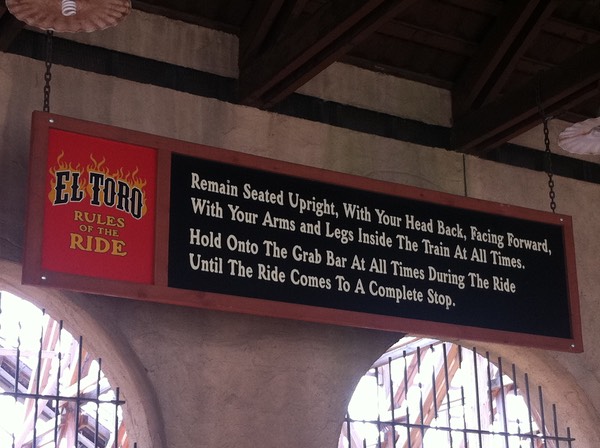 EL TORO
RULES
OF THE
RIDE
Remain Seated Upright, With Your Head Back, Facing Forward,
With Your Arms and Legs Inside The Train At All Times.
Hold Onto The Grab Bar At All Times During The Ride
Until The Ride Comes To A Complete Stop.